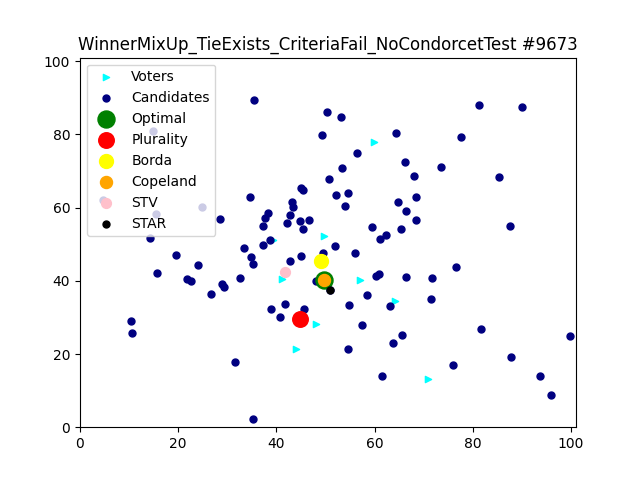 WinnerMixUp_TieExists_CriteriaFail_NoCondorcetTest #9673
Voters
Candidates
Optimal
Plurality
Borda
Copeland
STV
STAR
100
80
60
40
20
0
0 20 40 60 80 100